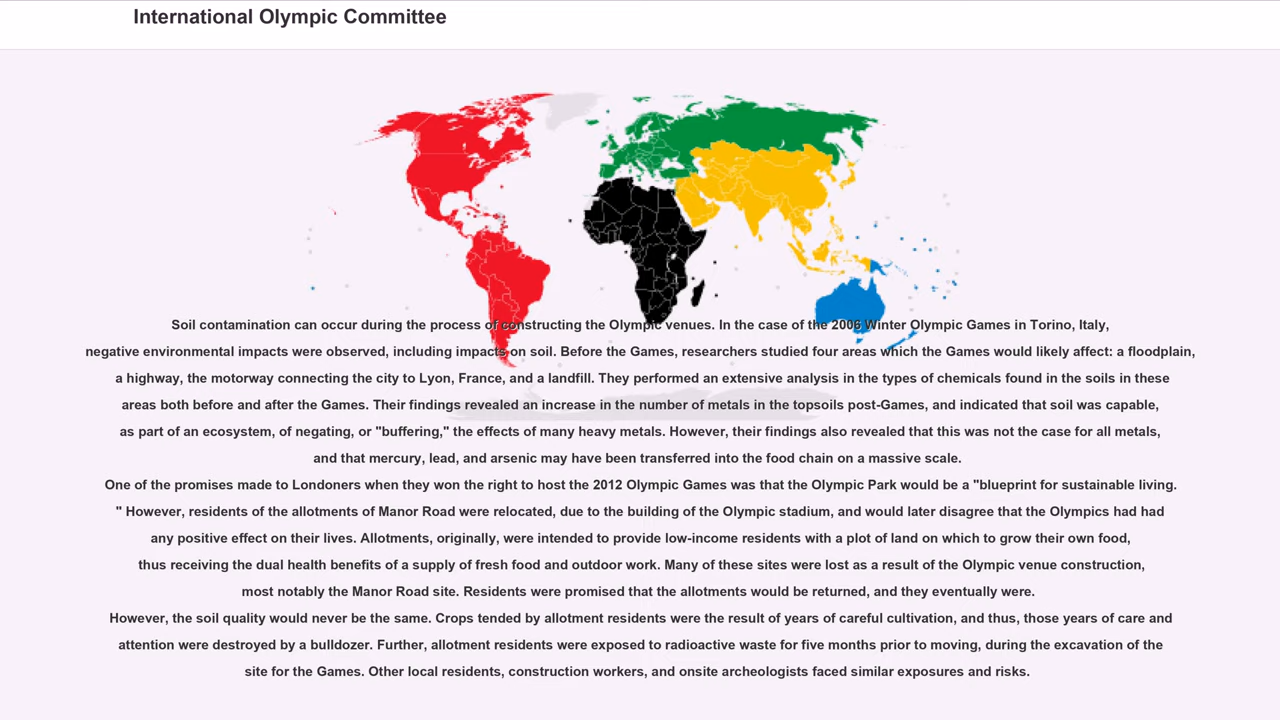 International Olympic Committee
Soil contamination can occur during the process of constructing the Olympic venues. In the case of the 2006 Winter Olympic Games in Torino, Italy,
negative environmental impacts were observed, including impacts on soil. Before the Games, researchers studied four areas which the Games would likely affect: a floodplain,
a highway, the motorway connecting the city to Lyon, France, and a landfill. They performed an extensive analysis in the types of chemicals found in the soils in these
areas both before and after the Games. Their findings revealed an increase in the number of metals in the topsoils post-Games, and indicated that soil was capable,
as part of an ecosystem, of negating, or "buffering," the effects of many heavy metals. However, their findings also revealed that this was not the case for all metals,
and that mercury, lead, and arsenic may have been transferred into the food chain on a massive scale.
One of the promises made to Londoners when they won the right to host the 2012 Olympic Games was that the Olympic Park would be a "blueprint for sustainable living.
" However, residents of the allotments of Manor Road were relocated, due to the building of the Olympic stadium, and would later disagree that the Olympics had had
any positive effect on their lives. Allotments, originally, were intended to provide low-income residents with a plot of land on which to grow their own food,
thus receiving the dual health benefits of a supply of fresh food and outdoor work. Many of these sites were lost as a result of the Olympic venue construction,
most notably the Manor Road site. Residents were promised that the allotments would be returned, and they eventually were.
However, the soil quality would never be the same. Crops tended by allotment residents were the result of years of careful cultivation, and thus, those years of care and
attention were destroyed by a bulldozer. Further, allotment residents were exposed to radioactive waste for five months prior to moving, during the excavation of the
site for the Games. Other local residents, construction workers, and onsite archeologists faced similar exposures and risks.